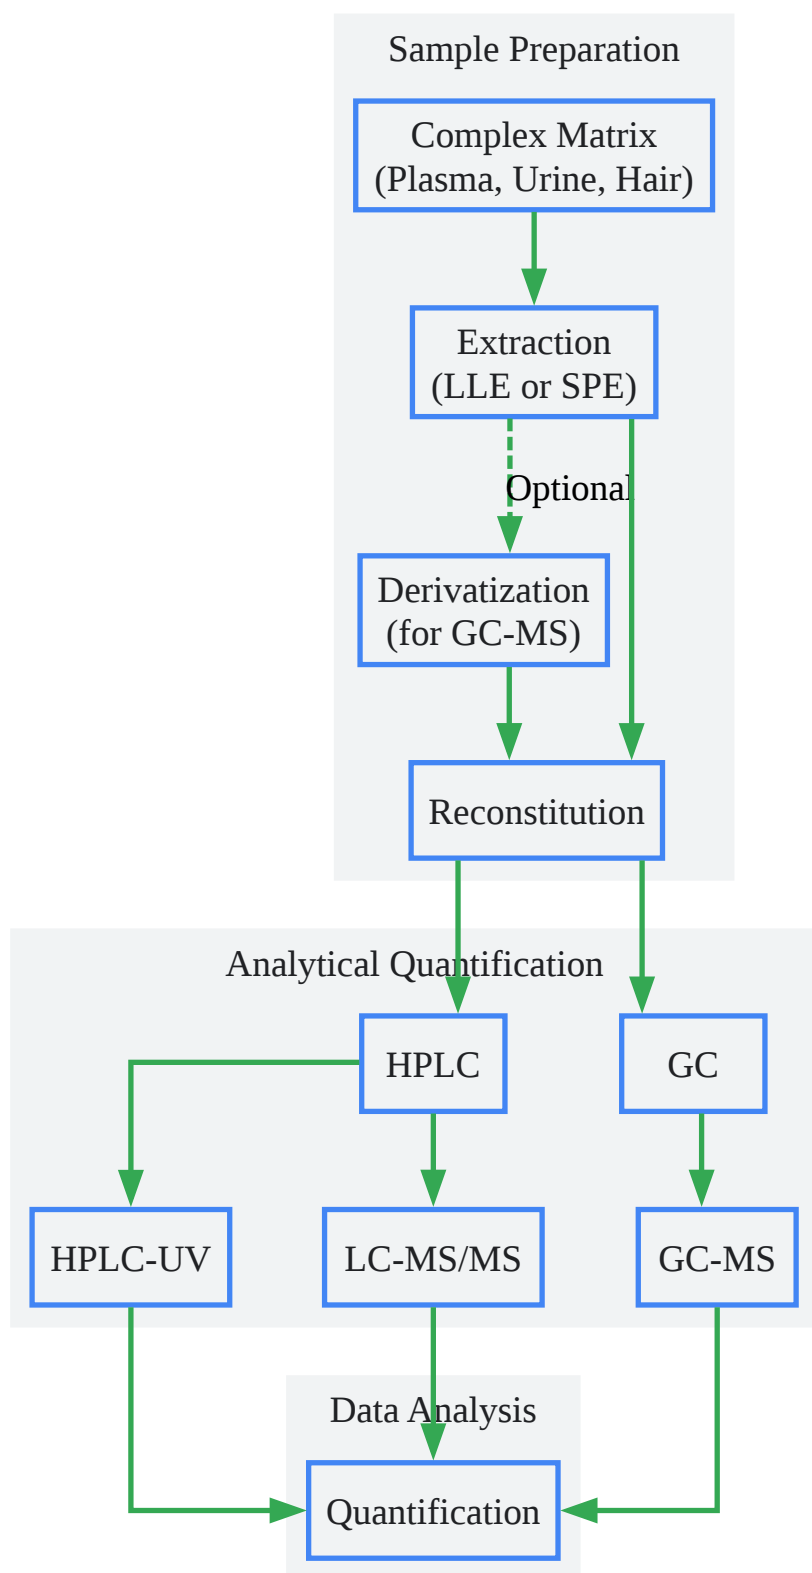 Sample Preparation
Complex Matrix
(Plasma, Urine, Hair)
Extraction
(LLE or SPE)
Optional
Derivatization
(for GC-MS)
Reconstitution
Analytical Quantification
HPLC
GC
HPLC-UV
LC-MS/MS
GC-MS
Data Analysis
Quantification